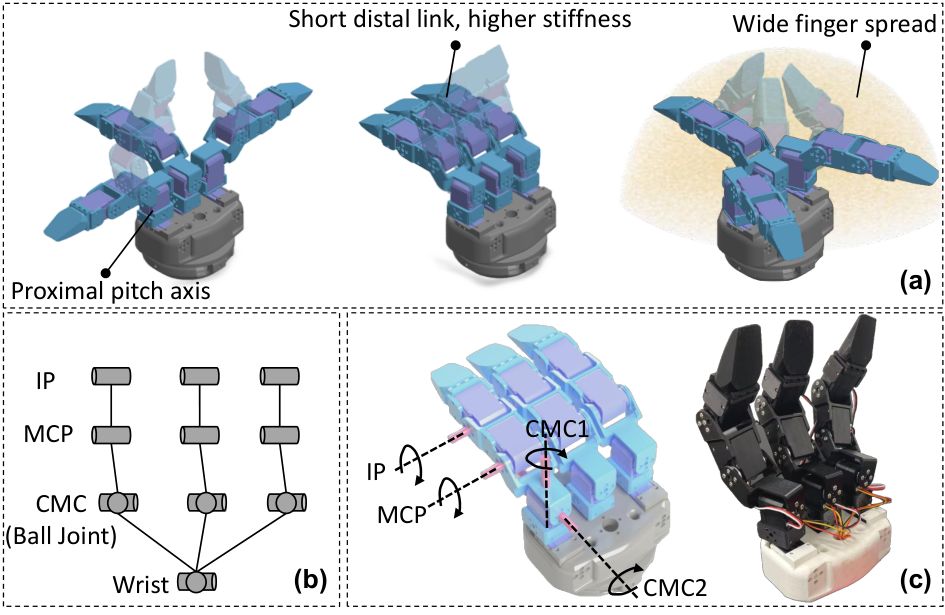 Short distal link, higher stiffness
Wide finger spread
Proximal pitch axis
(a)
IP
MCP
CMC
(Ball Joint)
Wrist
(b)
CMC1
IP
MCP
CMC2
(c)